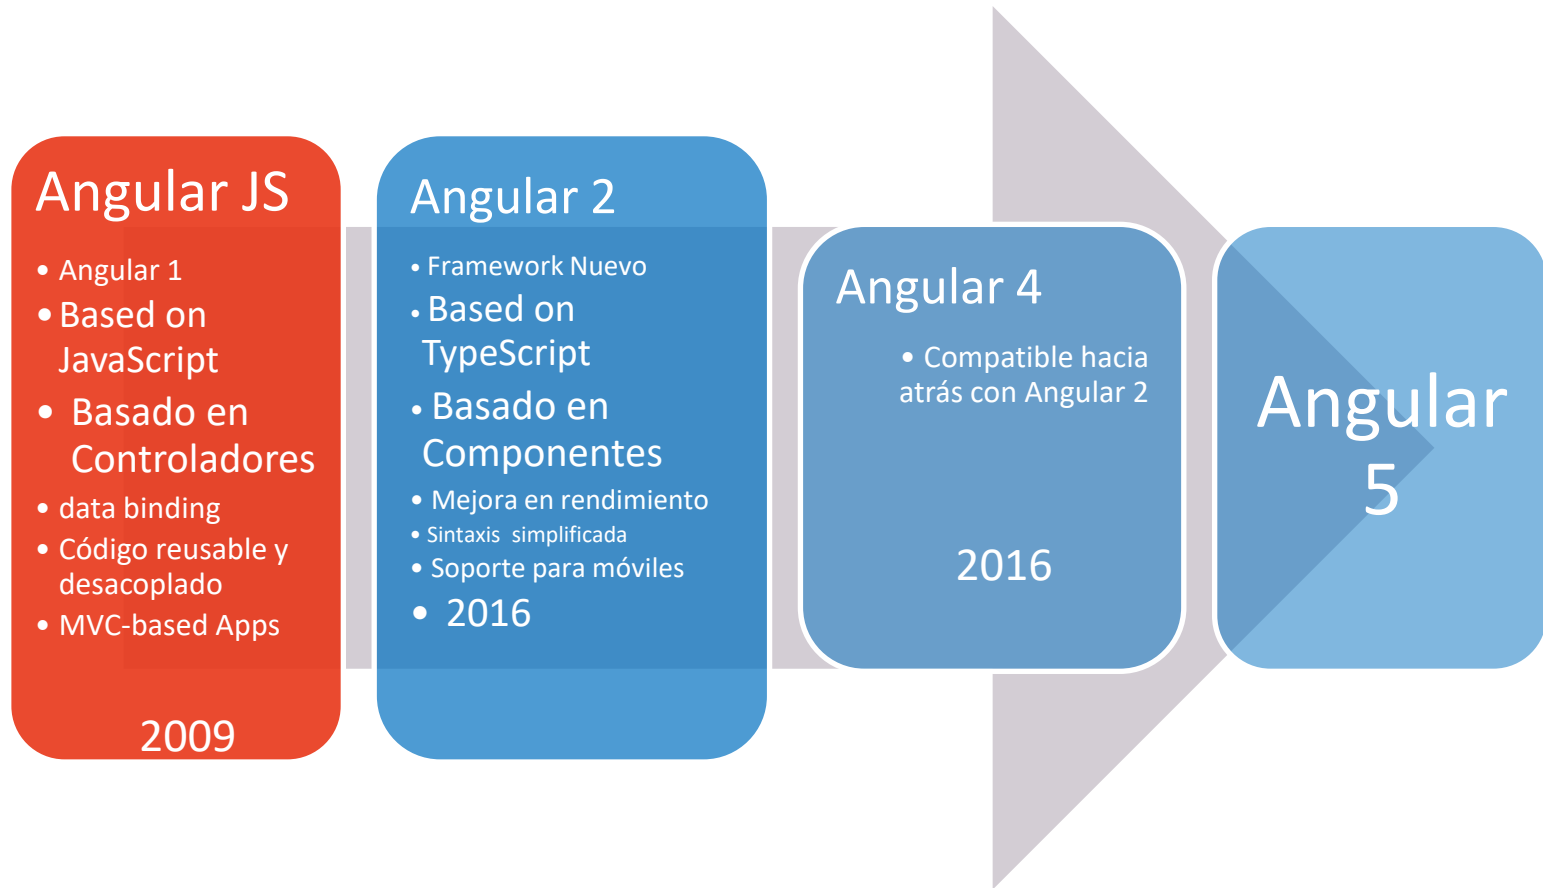 Angular JS
• Angular 1
• Based on
JavaScript
• Basado en
Controladores
• data binding
• Código reusable y
desacoplado
• MVC-based Apps
2009
Angular 2
• Framework Nuevo
• Based on
TypeScript
• Basado en
Componentes
• Mejora en rendimiento
• Sintaxis simplificada
• Soporte para móviles
• 2016
Angular 4
• Compatible hacia
atrás con Angular 2
2016
Angular
5